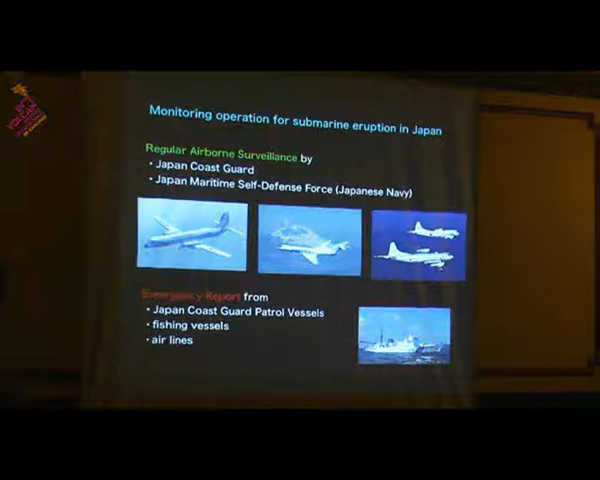 Monitoring operation for submarine eruption in Japan
Regular Airborne Surveillance by
・Japan Coast Guard
・Japan Maritime Self-Defense Force (Japanese Navy)
Emergency Report from
・Japan Coast Guard Patrol Vessels
・fishing vessels
・air lines